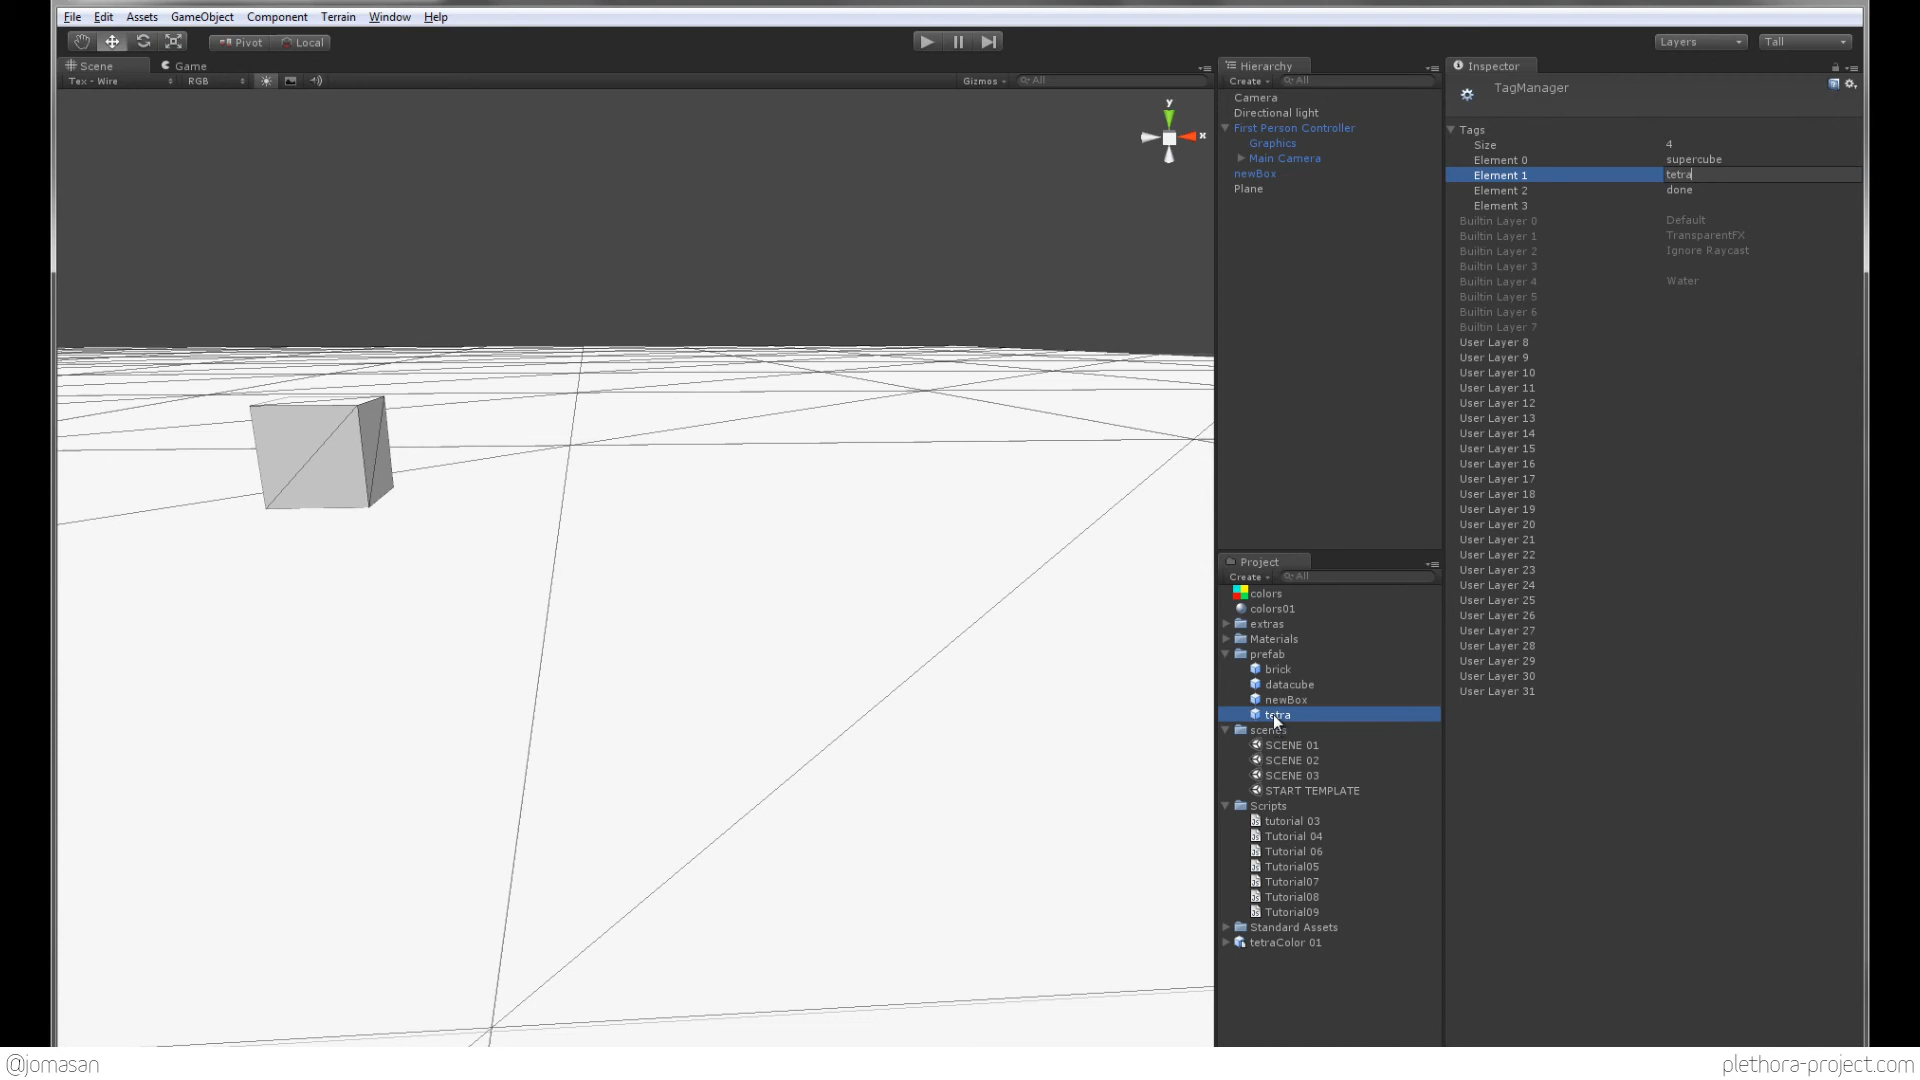 File Edit Assets GameObject Component Terrain Window Help
Pivot Local Layers Tall
Scene Game
Tex - Wire RGB Gizmos All
y
x
Hierarchy
Create All
Camera
Directional light
First Person Controller
Graphics
Main Camera
newBox
Plane
Project
Create All
colors
colors01
extras
Materials
prefab
brick
datacube
newBox
tetra
scenes
SCENE 01
SCENE 02
SCENE 03
START TEMPLATE
Scripts
tutorial 03
Tutorial 04
Tutorial 06
Tutorial05
Tutorial07
Tutorial08
Tutorial09
Standard Assets
tetraColor 01
Inspector
TagManager
Tags
Size 4
Element 0 supercube
Element 1 tetra
Element 2 done
Element 3
Builtin Layer 0 Default
Builtin Layer 1 TransparentFX
Builtin Layer 2 Ignore Raycast
Builtin Layer 3
Builtin Layer 4 Water
Builtin Layer 5
Builtin Layer 6
Builtin Layer 7
User Layer 8
User Layer 9
User Layer 10
User Layer 11
User Layer 12
User Layer 13
User Layer 14
User Layer 15
User Layer 16
User Layer 17
User Layer 18
User Layer 19
User Layer 20
User Layer 21
User Layer 22
User Layer 23
User Layer 24
User Layer 25
User Layer 26
User Layer 27
User Layer 28
User Layer 29
User Layer 30
User Layer 31
@jomasan plethora-project.com